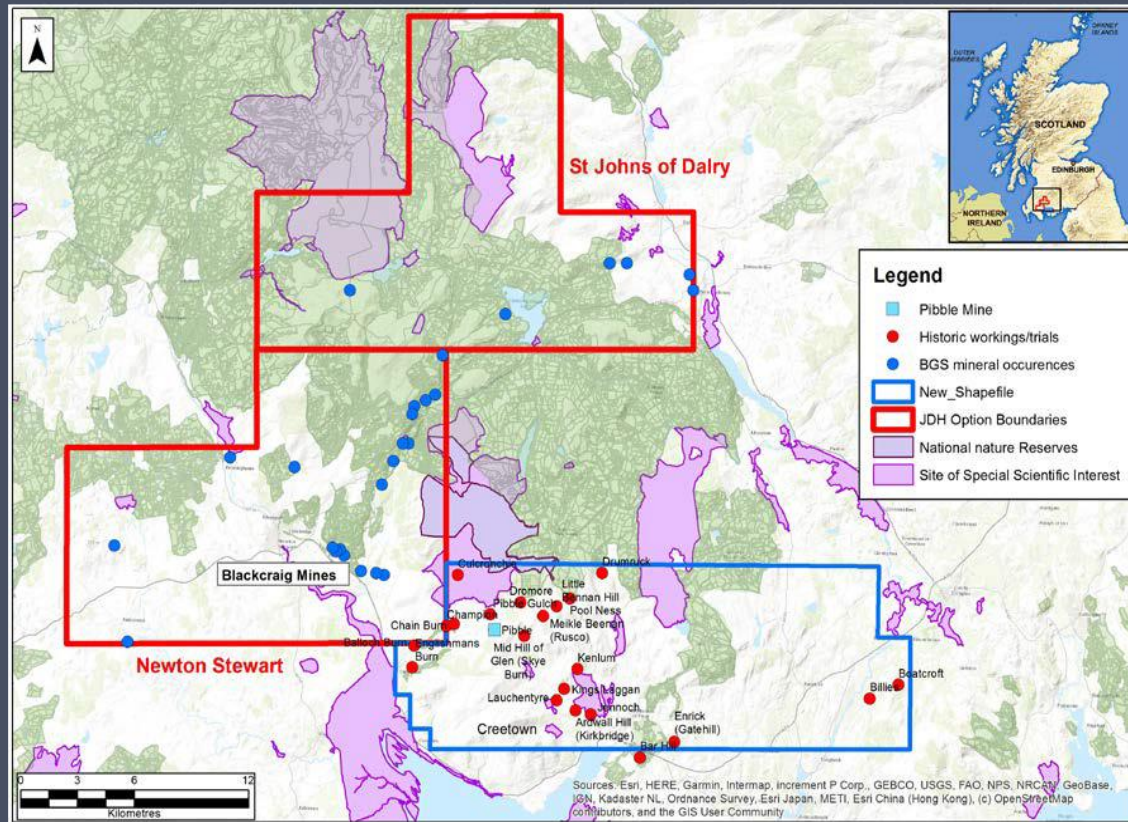 N
OUTER HEBRIDES
ORKNEY ISLANDS
SCOTLAND
EDINBURGH
NORTHERN IRELAND
St Johns of Dalry
Legend
Pibble Mine
Historic workings/trials
BGS mineral occurences
New_Shapefile
JDH Option Boundaries
National nature Reserves
Site of Special Scientific Interest
Blackcraig Mines
Newton Stewart
Culcronchie
Drumruck
Dromore
Little
Bennan Hill
Pibble Gulch
Pool Ness
Champion
Chain Burn
Meikle Beenan
(Rusco)
Pibble
Balloch Burn
Englishmans
Burn
Mid Hill of
Glen (Skye
Burn)
Kenlum
Kings Laggan
Lauchentyre
Jennoch
Ardwall Hill
(Kirkbridge)
Creetown
Enrick
(Gatehill)
Bar Hill
Boatcroft
Billies
0 3 6 12
Kilometres
Sources: Esri, HERE, Garmin, Intermap, increment P Corp., GEBCO, USGS, FAO, NPS, NRCAN, GeoBase,
IGN, Kadaster NL, Ordnance Survey, Esri Japan, METI, Esri China (Hong Kong), (c) OpenStreetMap
contributors, and the GIS User Community